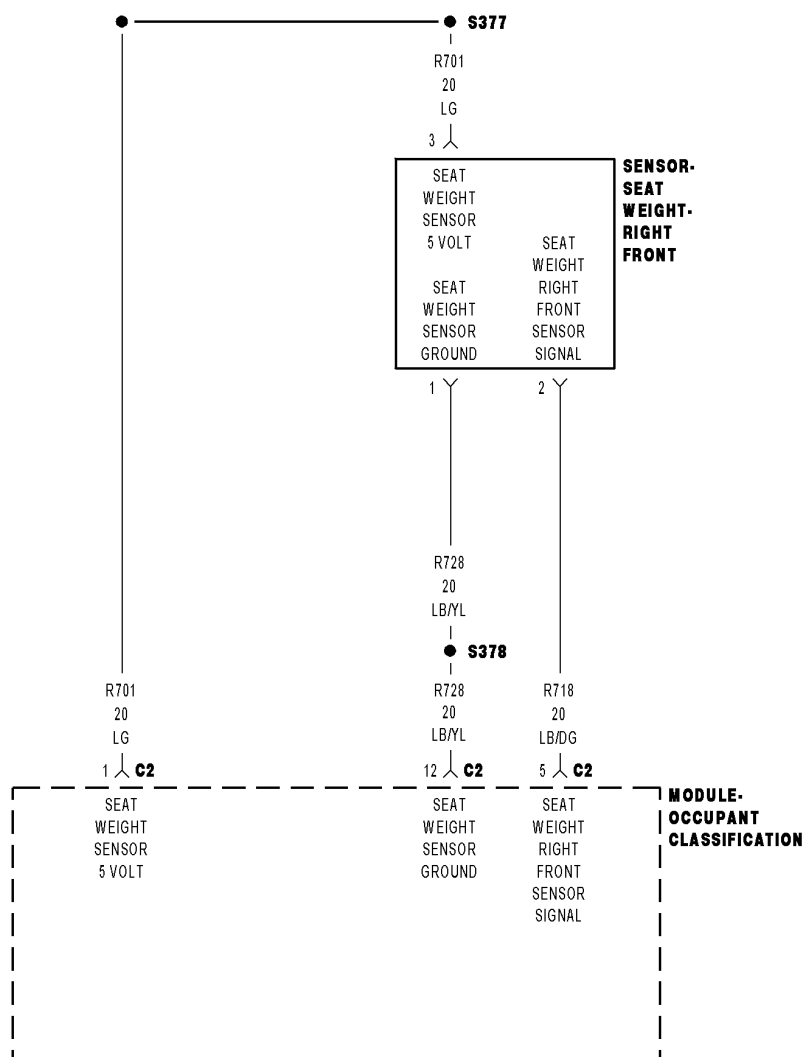 S377
R701
20
LG
3
SENSOR-
SEAT
WEIGHT-
RIGHT
FRONT
SEAT
WEIGHT
SENSOR
5 VOLT
SEAT
WEIGHT
SENSOR
GROUND
SEAT
WEIGHT
RIGHT
FRONT
SENSOR
SIGNAL
1
2
R728
20
LB/YL
S378
R701
20
LG
R728
20
LB/YL
R718
20
LB/DG
1 C2
12 C2
5 C2
MODULE-
OCCUPANT
CLASSIFICATION
SEAT
WEIGHT
SENSOR
5 VOLT
SEAT
WEIGHT
SENSOR
GROUND
SEAT
WEIGHT
RIGHT
FRONT
SENSOR
SIGNAL